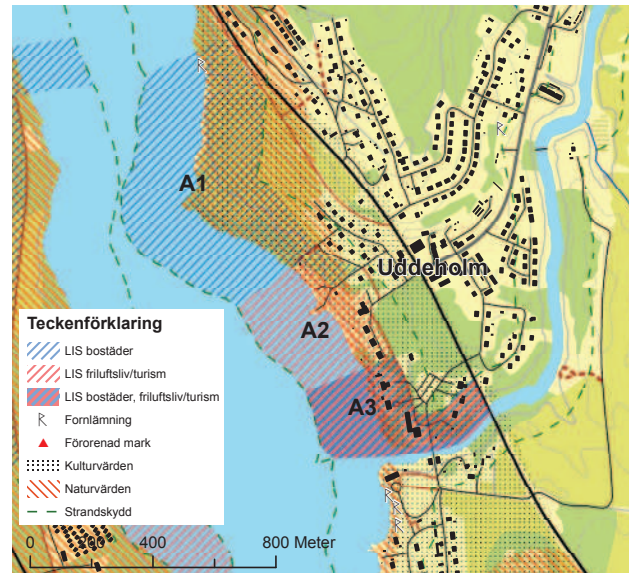 A1
Uddeholm
A2
A3
Teckenförklaring
LIS bostäder
LIS friluftsliv/turism
LIS bostäder, friluftsliv/turism
Fornlämning
Förorenad mark
Kulturvärden
Naturvärden
Strandskydd
0 200 400 800 Meter